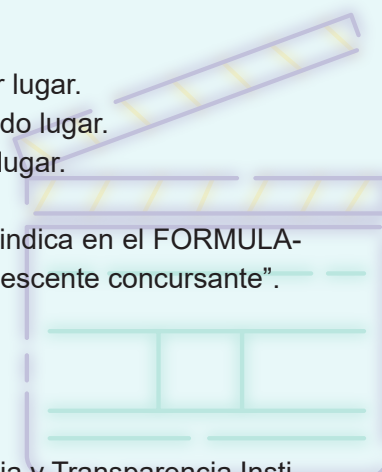 r lugar.
do lugar.
lugar.
indica en el FORMULA-
escente concursante”.
ia y Transparencia Insti-